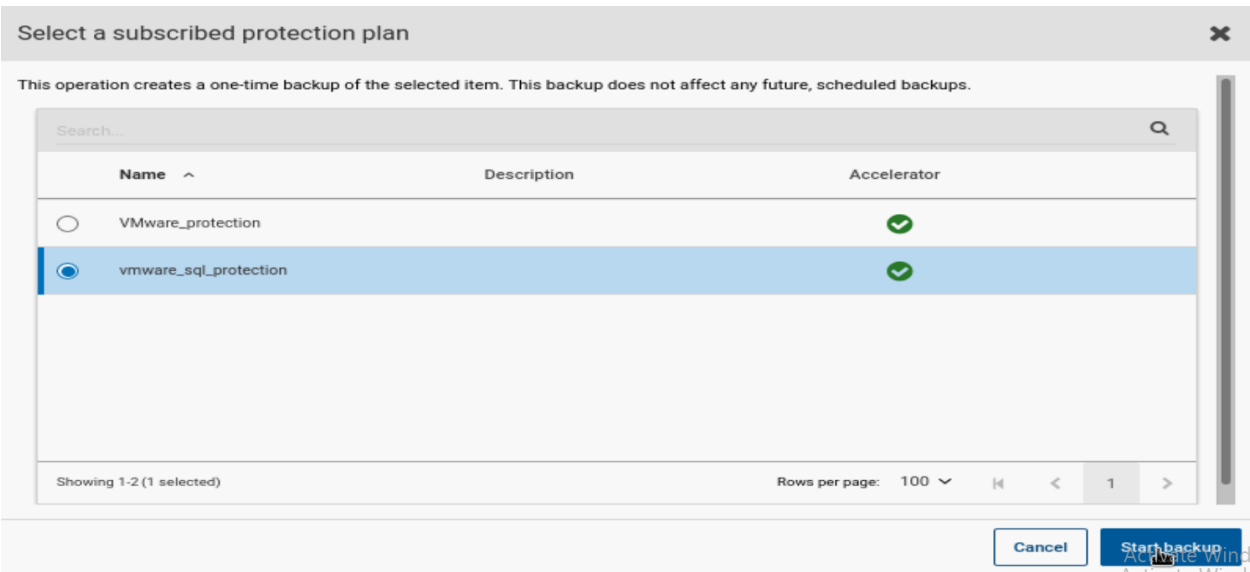 Select a subscribed protection plan
This operation creates a one-time backup of the selected item. This backup does not affect any future, scheduled backups.
Search...
Name Description Accelerator
VMware_protection
vmware_sql_protection
Showing 1-2 (1 selected) Rows per page: 100 1
Cancel Start backup
Activate Wind